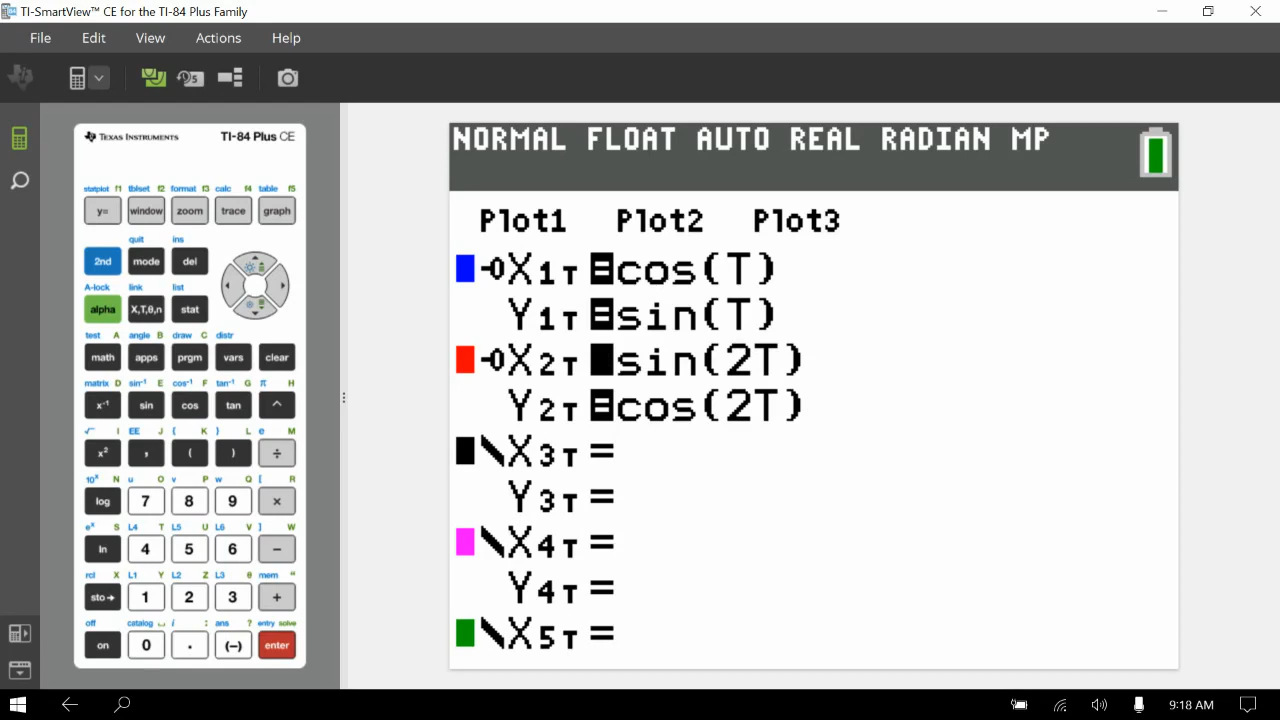 TI-SmartView™ CE for the TI-84 Plus Family
File Edit View Actions Help
TEXAS INSTRUMENTS TI-84 Plus CE
statplot f1 tblset f2 format f3 calc f4 table f5
y= window zoom trace graph
quit ins
2nd mode del
A-lock link list
alpha X,T,θ,n stat
test A angle B draw C distr
math apps prgm vars clear
matrix D sin⁻¹ E cos⁻¹ F tan⁻¹ G π H
x⁻¹ sin cos tan ^
√ I EE J { K } L e M
x² , ( ) ÷
10ˣ N u O v P w Q [ R
log 7 8 9 ×
eˣ S L4 T L5 U L6 V ] W
ln 4 5 6 −
rcl X L1 Y L2 Z L3 θ mem "
sto→ 1 2 3 +
off catalog i : ans ? entry solve
on 0 . (−) enter
NORMAL FLOAT AUTO REAL RADIAN MP
Plot1 Plot2 Plot3
X1T=cos(T)
Y1T=sin(T)
X2T sin(2T)
Y2T=cos(2T)
X3T=
Y3T=
X4T=
Y4T=
X5T=
9:18 AM